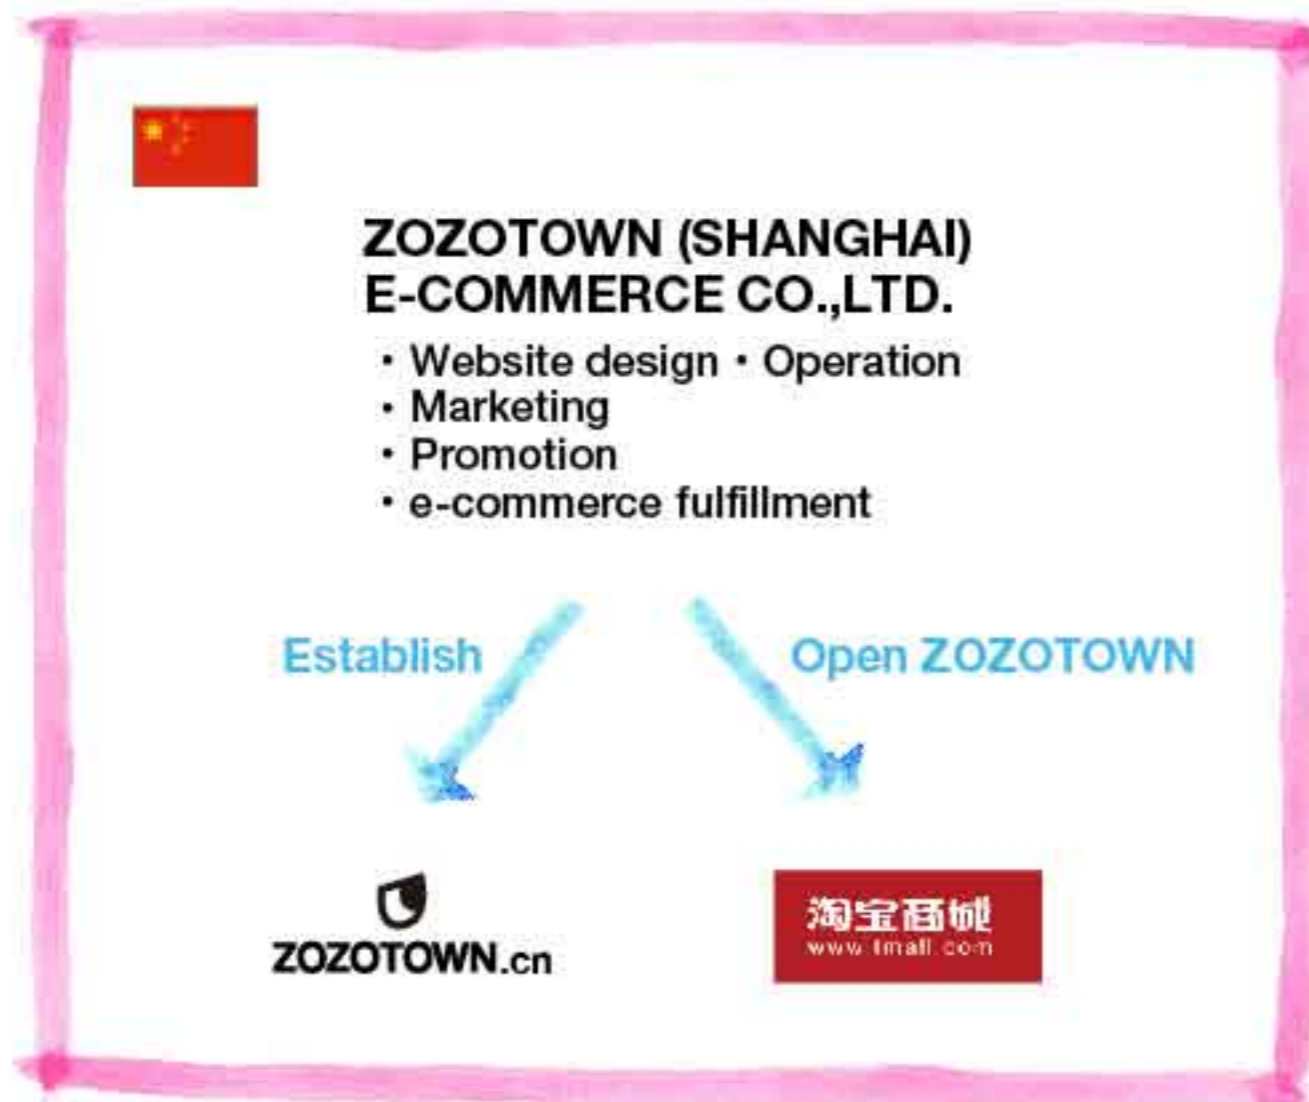 ZOZOTOWN (SHANGHAI)
E-COMMERCE CO.,LTD.
・Website design・Operation
・Marketing
・Promotion
・e-commerce fulfillment
Establish
Open ZOZOTOWN
ZOZOTOWN.cn
淘宝商城
www.tmall.com